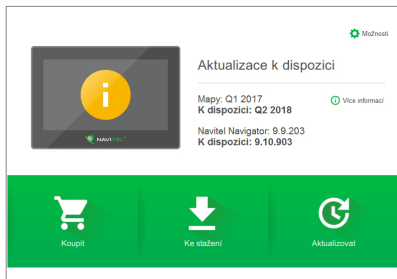 Možnosti
Aktualizace k dispozici
Mapy: Q1 2017
K dispozici: Q2 2018
Více informací
Navitel Navigator: 9.9.203
K dispozici: 9.10.903
NAVITEL®
Koupit
Ke stažení
Aktualizovat